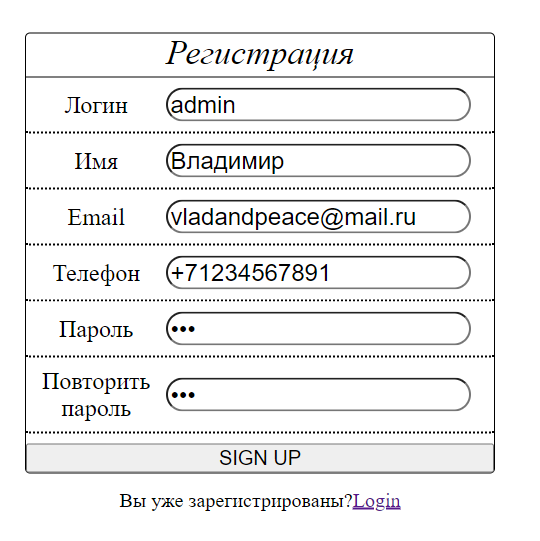 Регистрация
Логин admin
Имя Владимир
Email vladandpeace@mail.ru
Телефон +71234567891
Пароль •••
Повторить
пароль •••
SIGN UP
Вы уже зарегистрированы?Login